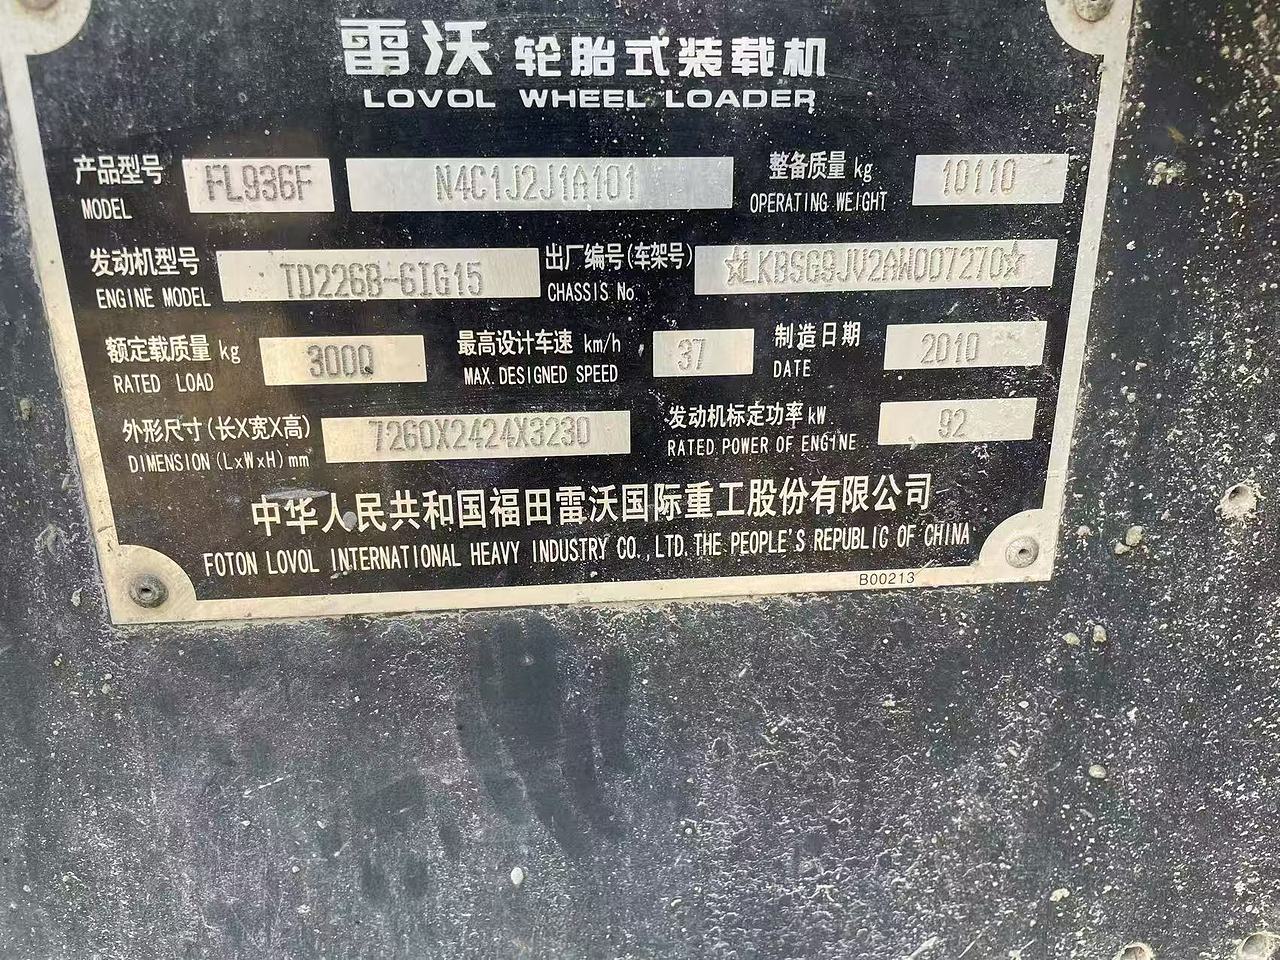 雷沃 轮胎式装载机
LOVOL WHEEL LOADER
产品型号 FL936F N4C1J2J1A101 整备质量 kg 10110
MODEL OPERATING WEIGHT
发动机型号 TD226B-6IG15 出厂编号(车架号) ☆LKBSG9JV2AW007270☆
ENGINE MODEL CHASSIS No
额定载质量 kg 3000 最高设计车速 km/h 37 制造日期 2010
RATED LOAD MAX.DESIGNED SPEED DATE
外形尺寸(长X宽X高) 7260X2424X3230 发动机标定功率 kW 92
DIMENSION(LxWxH)mm RATED POWER OF ENGINE
中华人民共和国福田雷沃国际重工股份有限公司
FOTON LOVOL INTERNATIONAL HEAVY INDUSTRY CO.,LTD.THE PEOPLE'S REPUBLIC OF CHINA
B00213